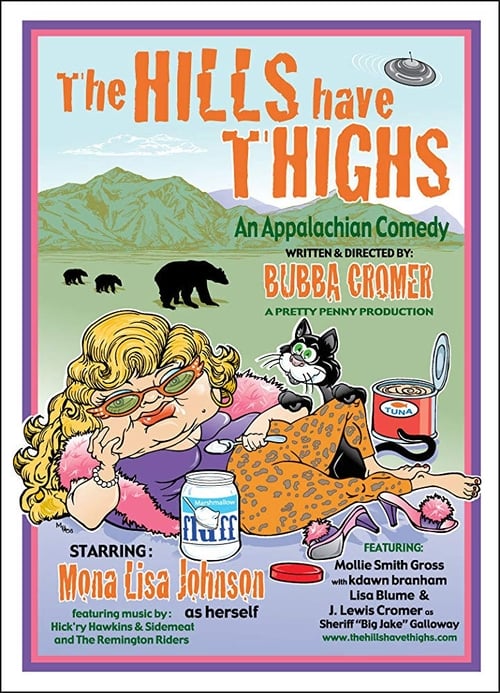 The HILLS have
T'HIGHS
An Appalachian Comedy
WRITTEN & DIRECTED BY:
BUBBA CROMER
A PRETTY PENNY PRODUCTION
TUNA
Marshmallow
fluff
STARRING:
Mona Lisa Johnson
as herself
featuring music by:
Hick'ry Hawkins & Sidemeat
and The Remington Riders
FEATURING:
Mollie Smith Gross
with kdawn branham
Lisa Blume &
J. Lewis Cromer as
Sheriff "Big Jake" Galloway
www.thehillshavethighs.com